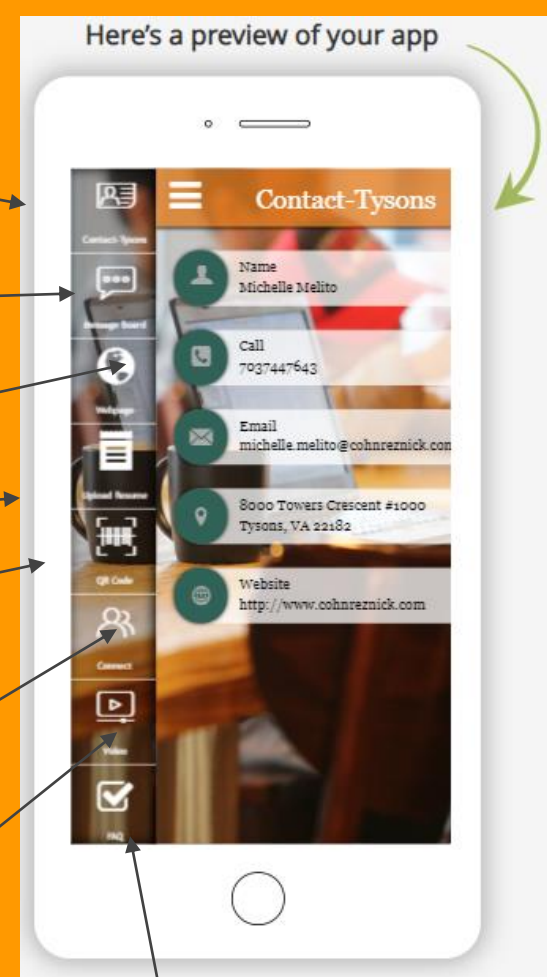 Here's a preview of your app
Contact-Tysons
Contact-Tysons
Message Board
Webpage
Upload Resume
QR Code
Connect
Video
FAQ
Name
Michelle Melito
Call
7037447643
Email
michelle.melito@cohnreznick.com
8000 Towers Crescent #1000
Tysons, VA 22182
Website
http://www.cohnreznick.com